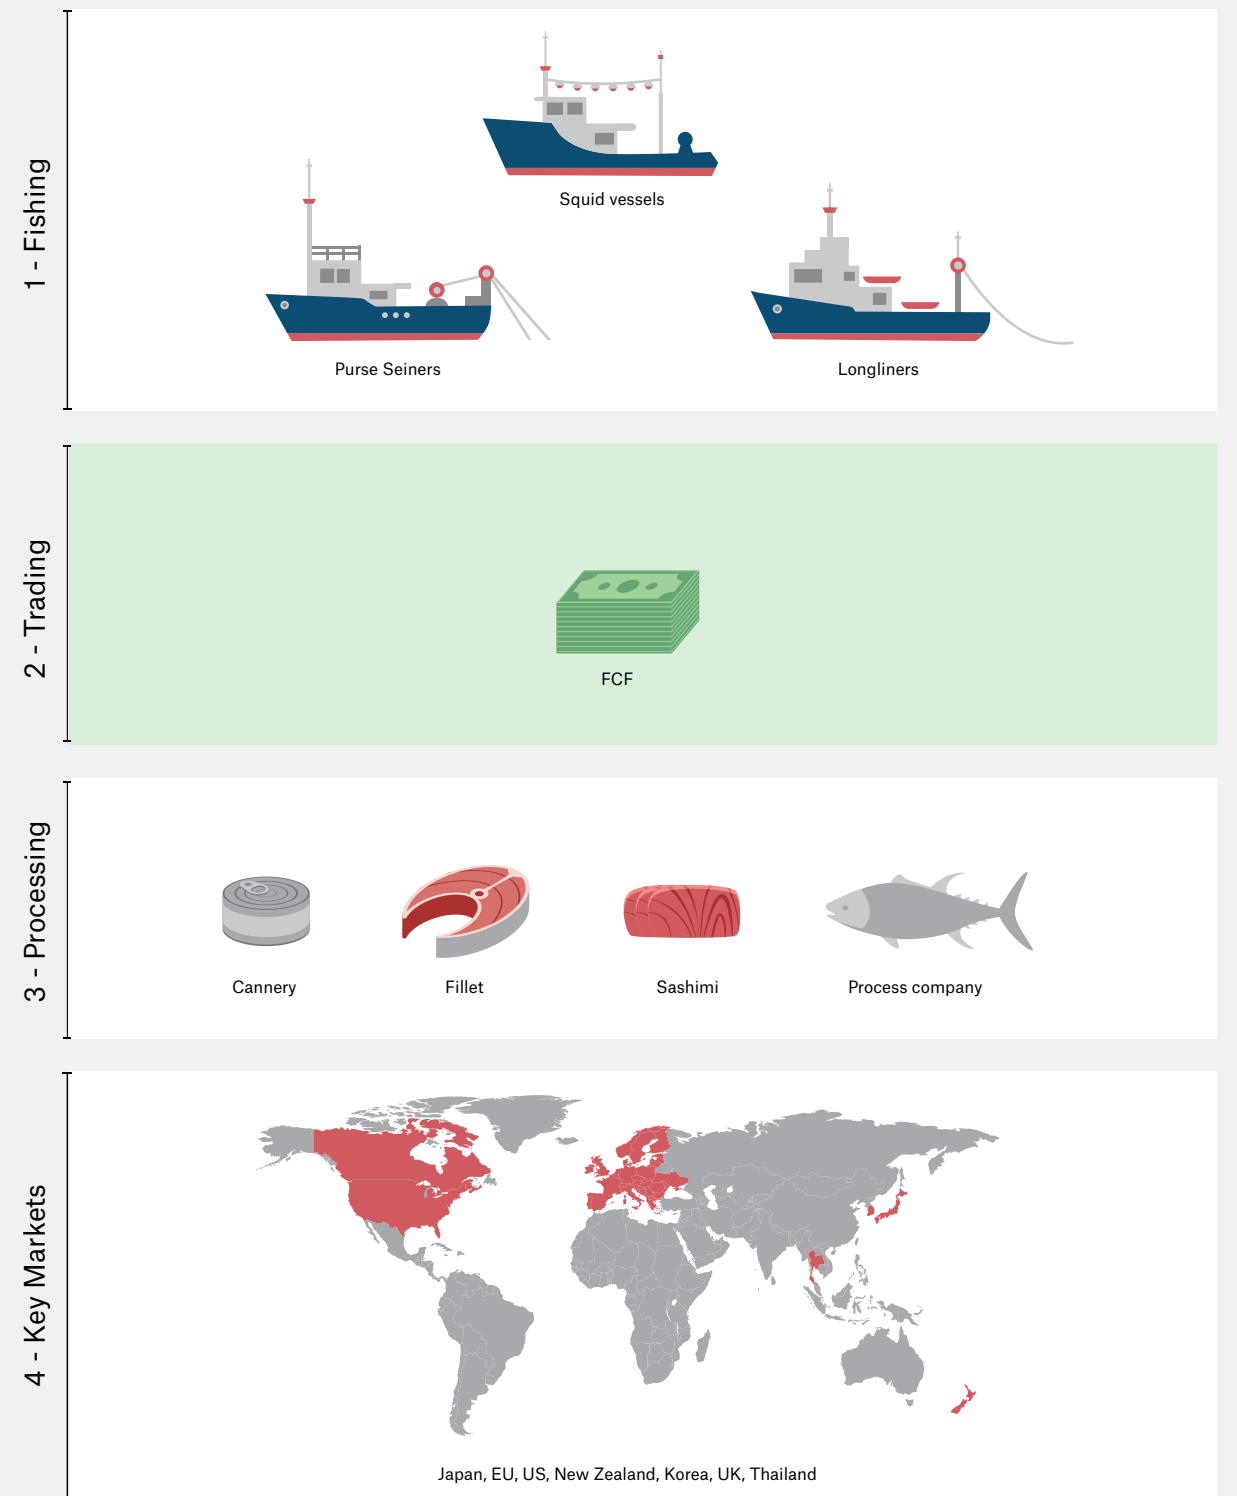 1 - Fishing
Squid vessels
Purse Seiners
Longliners
2 - Trading
FCF
3 - Processing
Cannery
Fillet
Sashimi
Process company
4 - Key Markets
Japan, EU, US, New Zealand, Korea, UK, Thailand